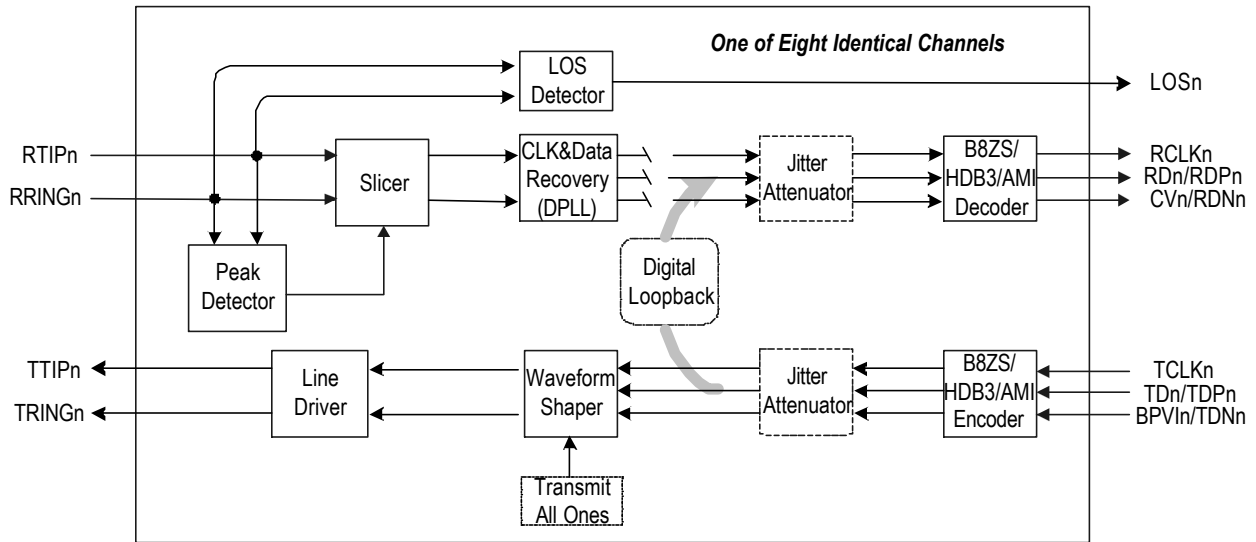 One of Eight Identical Channels
LOS
Detector
LOSn
RTIPn
RRINGn
Slicer
CLK&Data
Recovery
(DPLL)
Jitter
Attenuator
B8ZS/
HDB3/AMI
Decoder
RCLKn
RDn/RDPn
CVn/RDNn
Peak
Detector
Digital
Loopback
TTIPn
TRINGn
Line
Driver
Waveform
Shaper
Jitter
Attenuator
B8ZS/
HDB3/AMI
Encoder
TCLKn
TDn/TDPn
BPVIn/TDNn
Transmit
All Ones